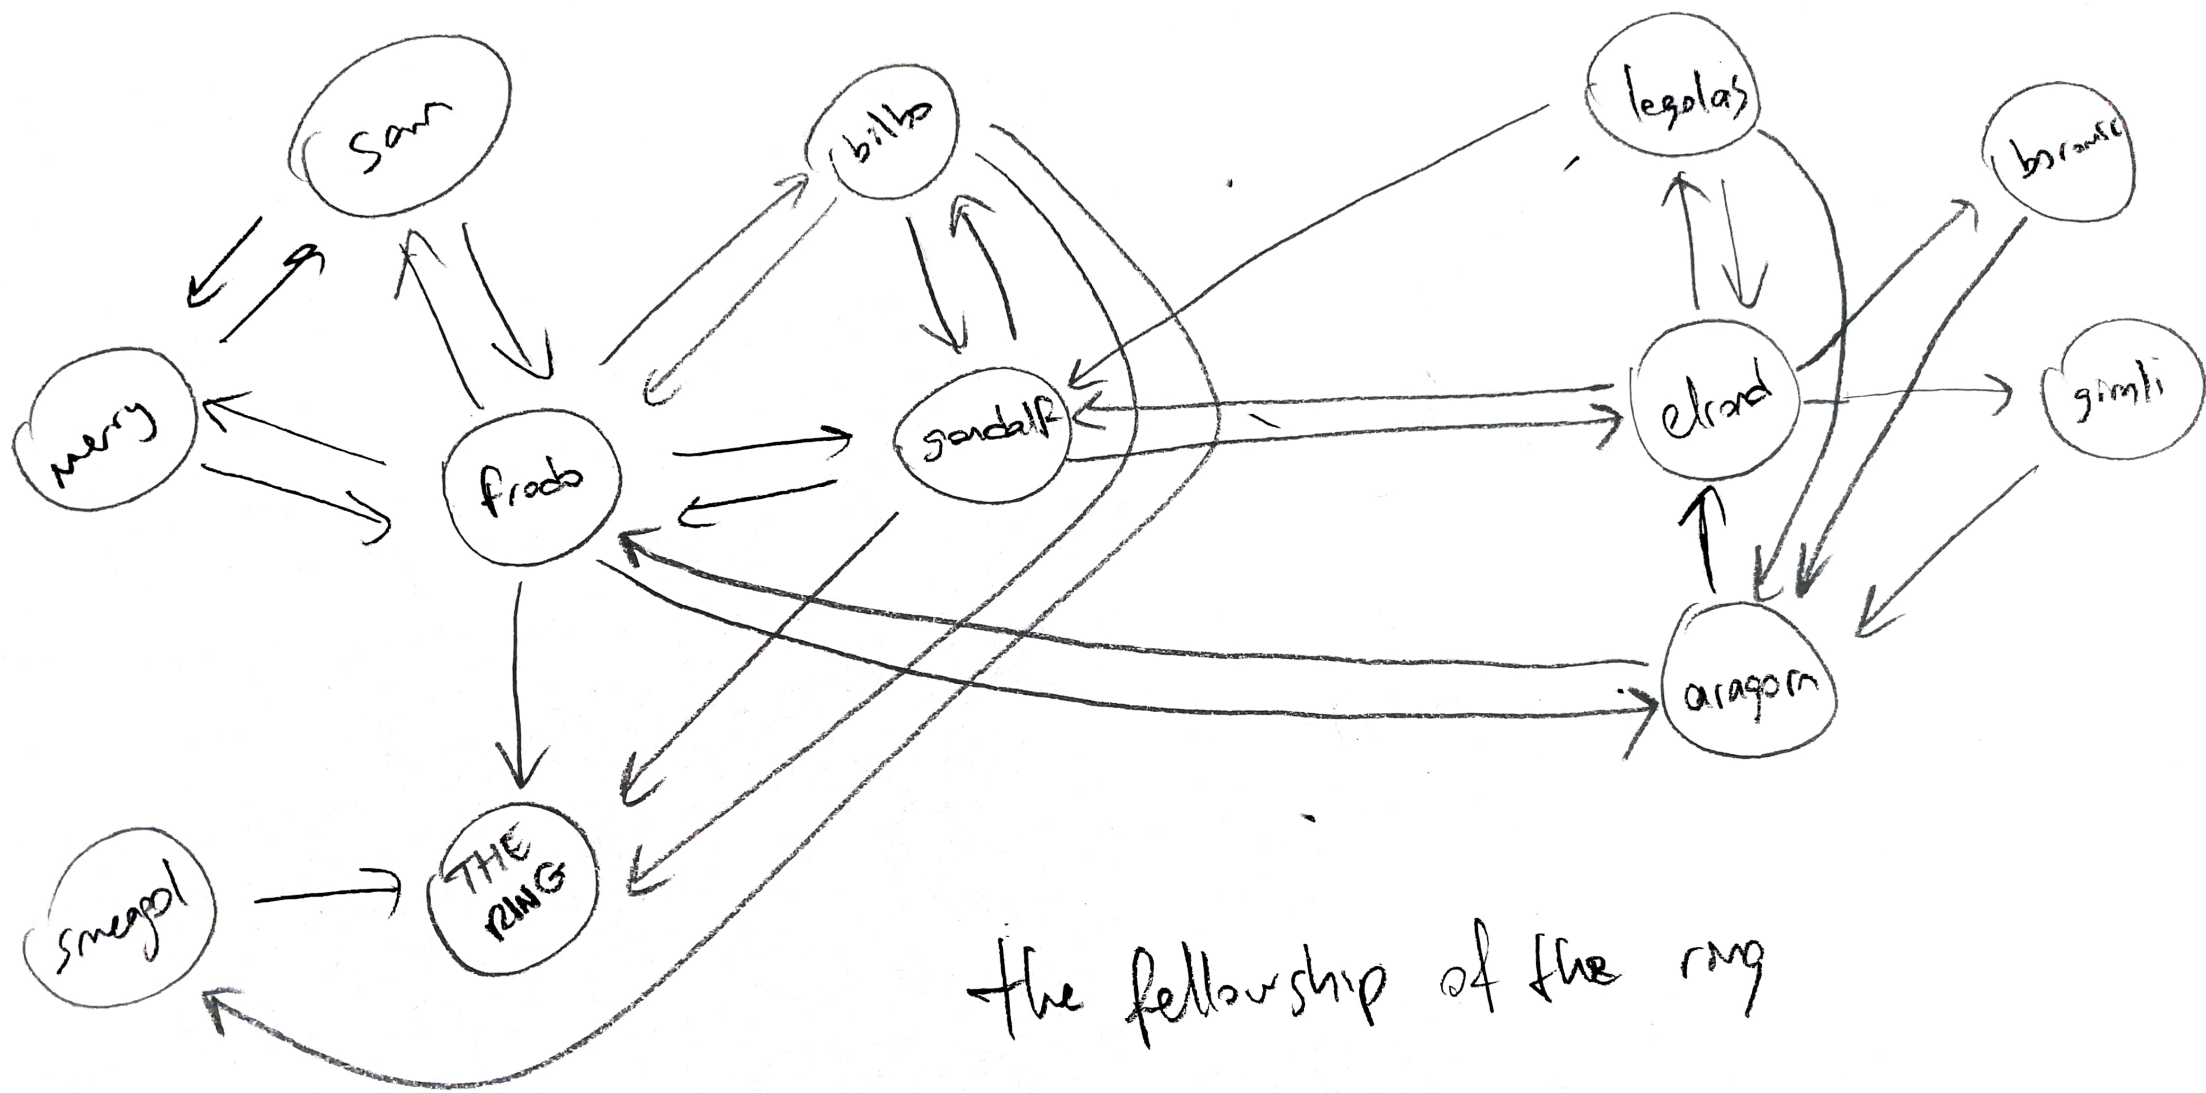 sam
bilbo
legolas
boromir
merry
frodo
gandalf
elrond
gimli
aragorn
smegol
THE
RING
the fellowship of the ring